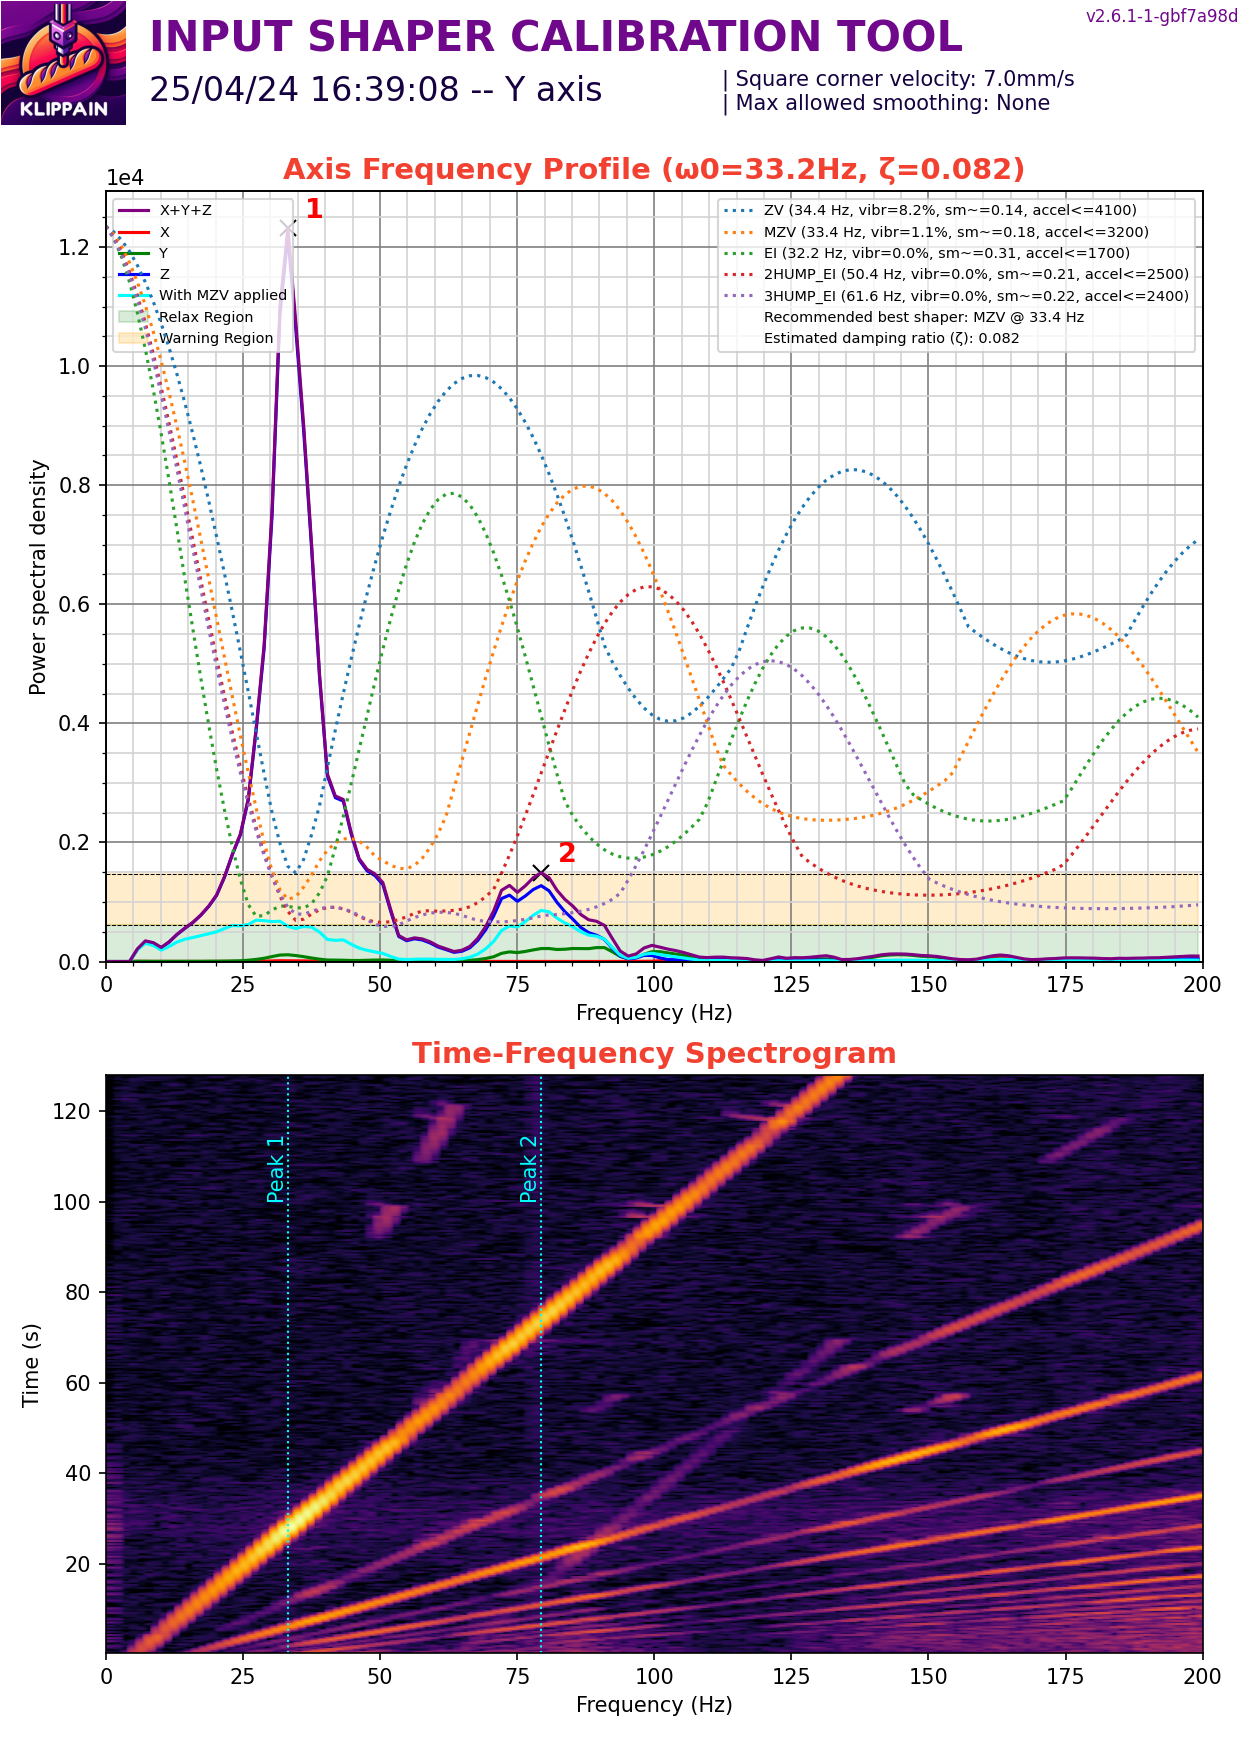 v2.6.1-1-gbf7a98d
INPUT SHAPER CALIBRATION TOOL
25/04/24 16:39:08 -- Y axis
| Square corner velocity: 7.0mm/s
| Max allowed smoothing: None
KLIPPAIN
Axis Frequency Profile (ω0=33.2Hz, ζ=0.082)
1e4
X+Y+Z
X
Y
Z
With MZV applied
Relax Region
Warning Region
1
ZV (34.4 Hz, vibr=8.2%, sm~=0.14, accel<=4100)
MZV (33.4 Hz, vibr=1.1%, sm~=0.18, accel<=3200)
EI (32.2 Hz, vibr=0.0%, sm~=0.31, accel<=1700)
2HUMP_EI (50.4 Hz, vibr=0.0%, sm~=0.21, accel<=2500)
3HUMP_EI (61.6 Hz, vibr=0.0%, sm~=0.22, accel<=2400)
Recommended best shaper: MZV @ 33.4 Hz
Estimated damping ratio (ζ): 0.082
1.2
1.0
0.8
0.6
0.4
0.2
0.0
Power spectral density
2
0 25 50 75 100 125 150 175 200
Frequency (Hz)
Time-Frequency Spectrogram
120
100
80
60
40
20
Time (s)
Peak 1
Peak 2
0 25 50 75 100 125 150 175 200
Frequency (Hz)